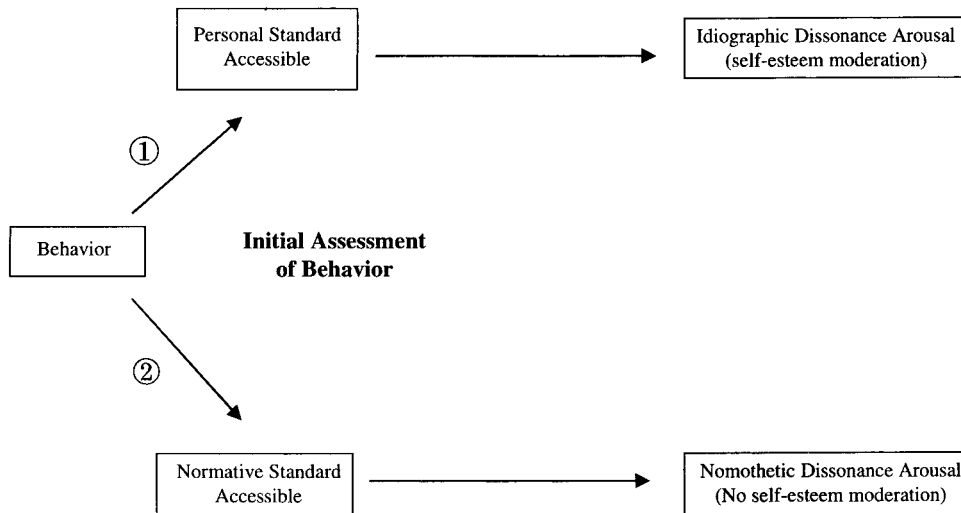 Personal Standard
Accessible
Idiographic Dissonance Arousal
(self-esteem moderation)
①
Behavior
Initial Assessment
of Behavior
②
Normative Standard
Accessible
Nomothetic Dissonance Arousal
(No self-esteem moderation)